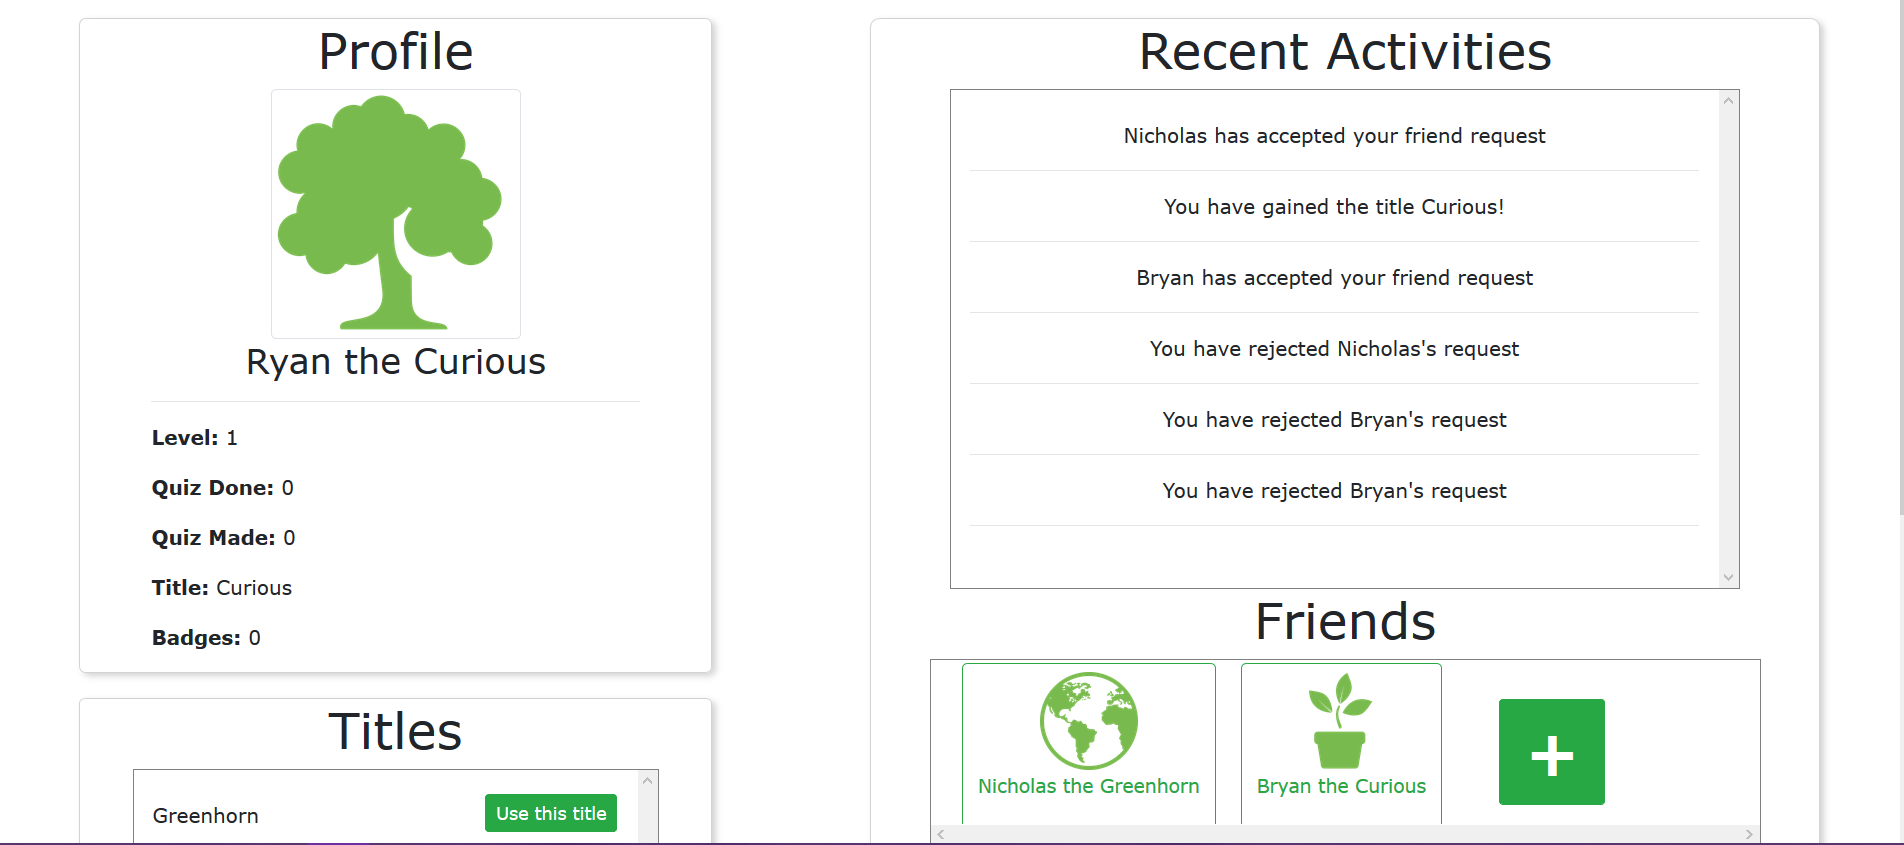 Profile
Ryan the Curious
Level: 1
Quiz Done: 0
Quiz Made: 0
Title: Curious
Badges: 0
Titles
Greenhorn
Use this title
Recent Activities
Nicholas has accepted your friend request
You have gained the title Curious!
Bryan has accepted your friend request
You have rejected Nicholas's request
You have rejected Bryan's request
You have rejected Bryan's request
Friends
Nicholas the Greenhorn
Bryan the Curious
+